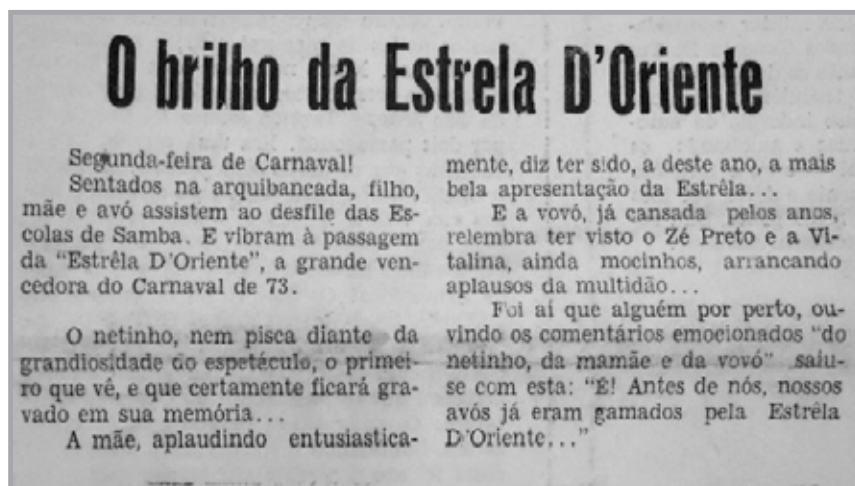 O brilho da Estrela D'Oriente
Segunda-feira de Carnaval!
Sentados na arquibancada, filho,
mãe e avó assistem ao desfile das Es-
colas de Samba. E vibram à passagem
da "Estrêla D'Oriente", a grande ven-
cedora do Carnaval de 73.
O netinho, nem pisca diante da
grandiosidade do espetáculo, o primei-
ro que vê, e que certamente ficará gra-
vado em sua memória...
A mãe, aplaudindo entusiastica-
mente, diz ter sido, a deste ano, a mais
bela apresentação da Estrêla...
E a vovó, já cansada pelos anos,
relembra ter visto o Zé Preto e a Vi-
talina, ainda mocinhos, arrancando
aplausos da multidão...
Foi aí que alguém por perto, ou-
vindo os comentários emocionados "do
netinho, da mamãe e da vovó" saiu-
se com esta: "É! Antes de nós, nossos
avós já eram gamados pela Estrêla
D'Oriente..."